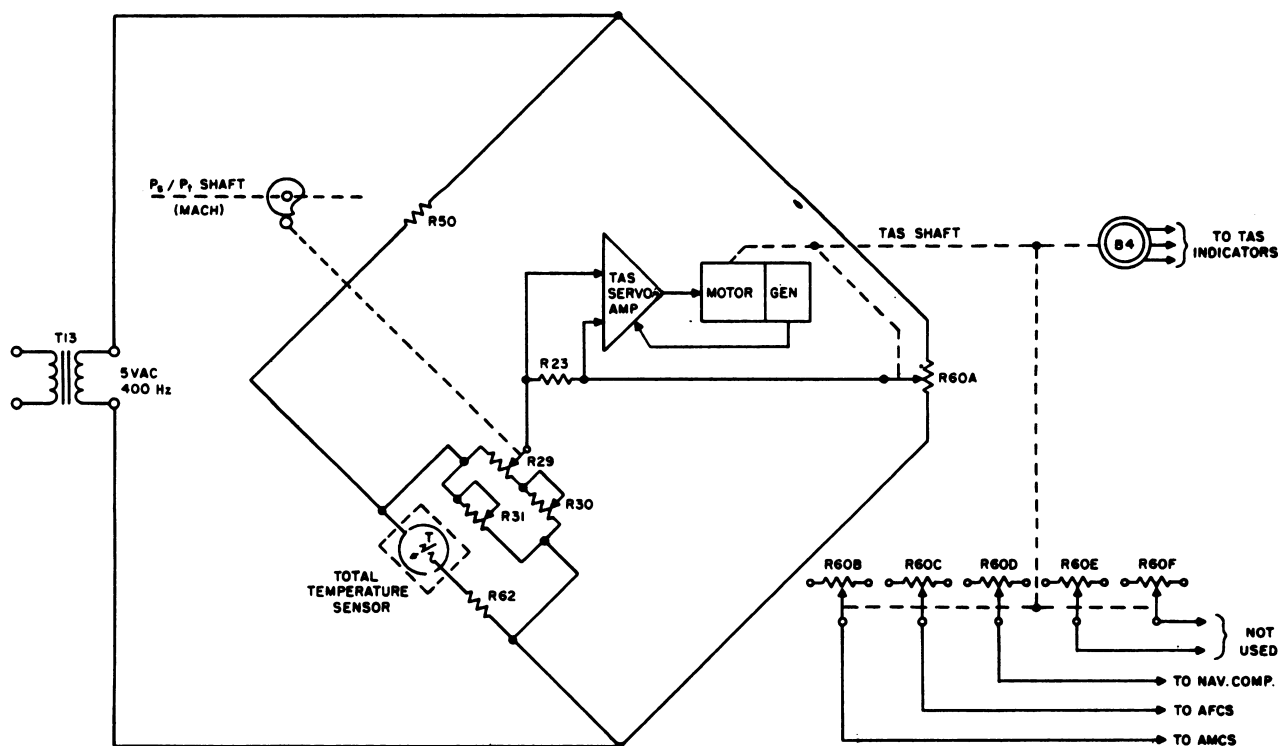 Ps / Pt SHAFT
(MACH)
R50
TAS SHAFT
B4
TO TAS
INDICATORS
TAS
SERVO
AMP
MOTOR
GEN
T13
5VAC
400 Hz
R23
R60A
R29
R31
R30
T
TOTAL
TEMPERATURE
SENSOR
R62
R60B
R60C
R60D
R60E
R60F
NOT
USED
TO NAV. COMP.
TO AFCS
TO AMCS